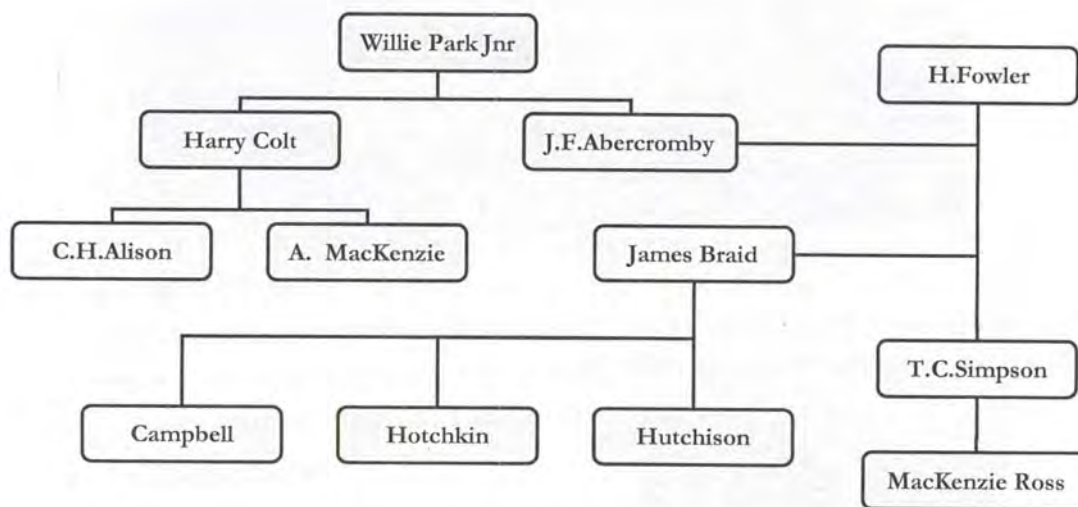 Willie Park Jnr
H.Fowler
Harry Colt
J.F.Abercromby
C.H.Alison
A. MacKenzie
James Braid
T.C.Simpson
Campbell
Hotchkin
Hutchison
MacKenzie Ross